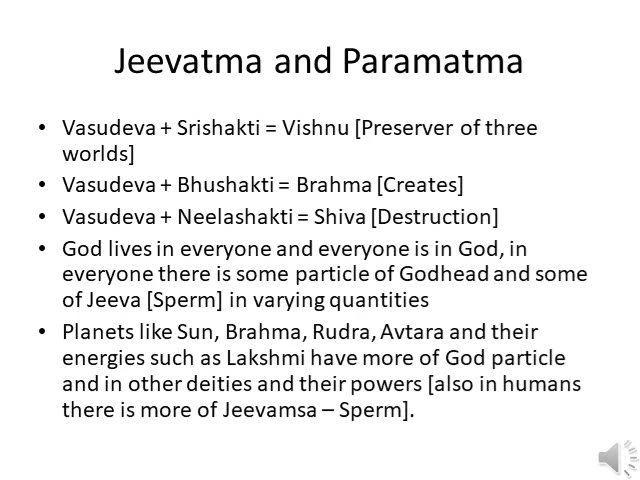 Jeevatma and Paramatma
• Vasudeva + Srishakti = Vishnu [Preserver of three
worlds]
• Vasudeva + Bhushakti = Brahma [Creates]
• Vasudeva + Neelashakti = Shiva [Destruction]
• God lives in everyone and everyone is in God, in
everyone there is some particle of Godhead and some
of Jeeva [Sperm] in varying quantities
• Planets like Sun, Brahma, Rudra, Avtara and their
energies such as Lakshmi have more of God particle
and in other deities and their powers [also in humans
there is more of Jeevamsa – Sperm].